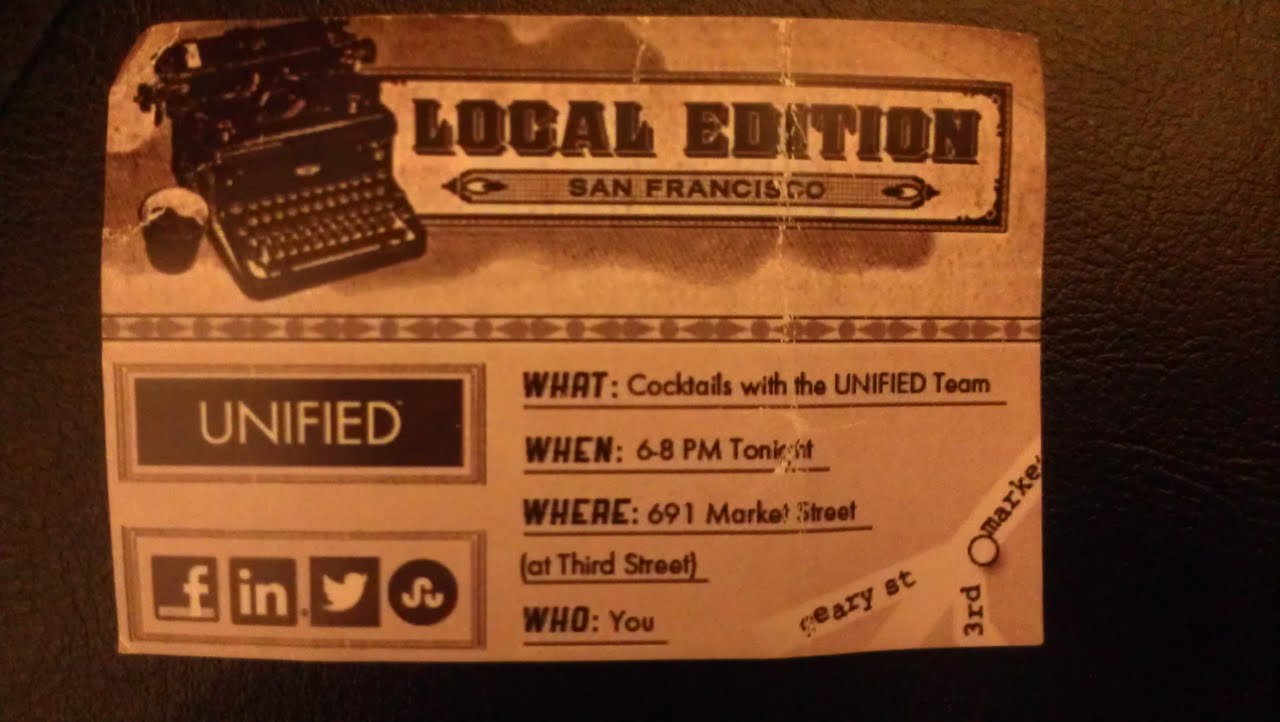 LOCAL EDITION
SAN FRANCISCO
UNIFIED
WHAT: Cocktails with the UNIFIED Team
WHEN: 6-8 PM Tonight
WHERE: 691 Market Street
(at Third Street)
WHO: You
f in
geary st
3rd
market